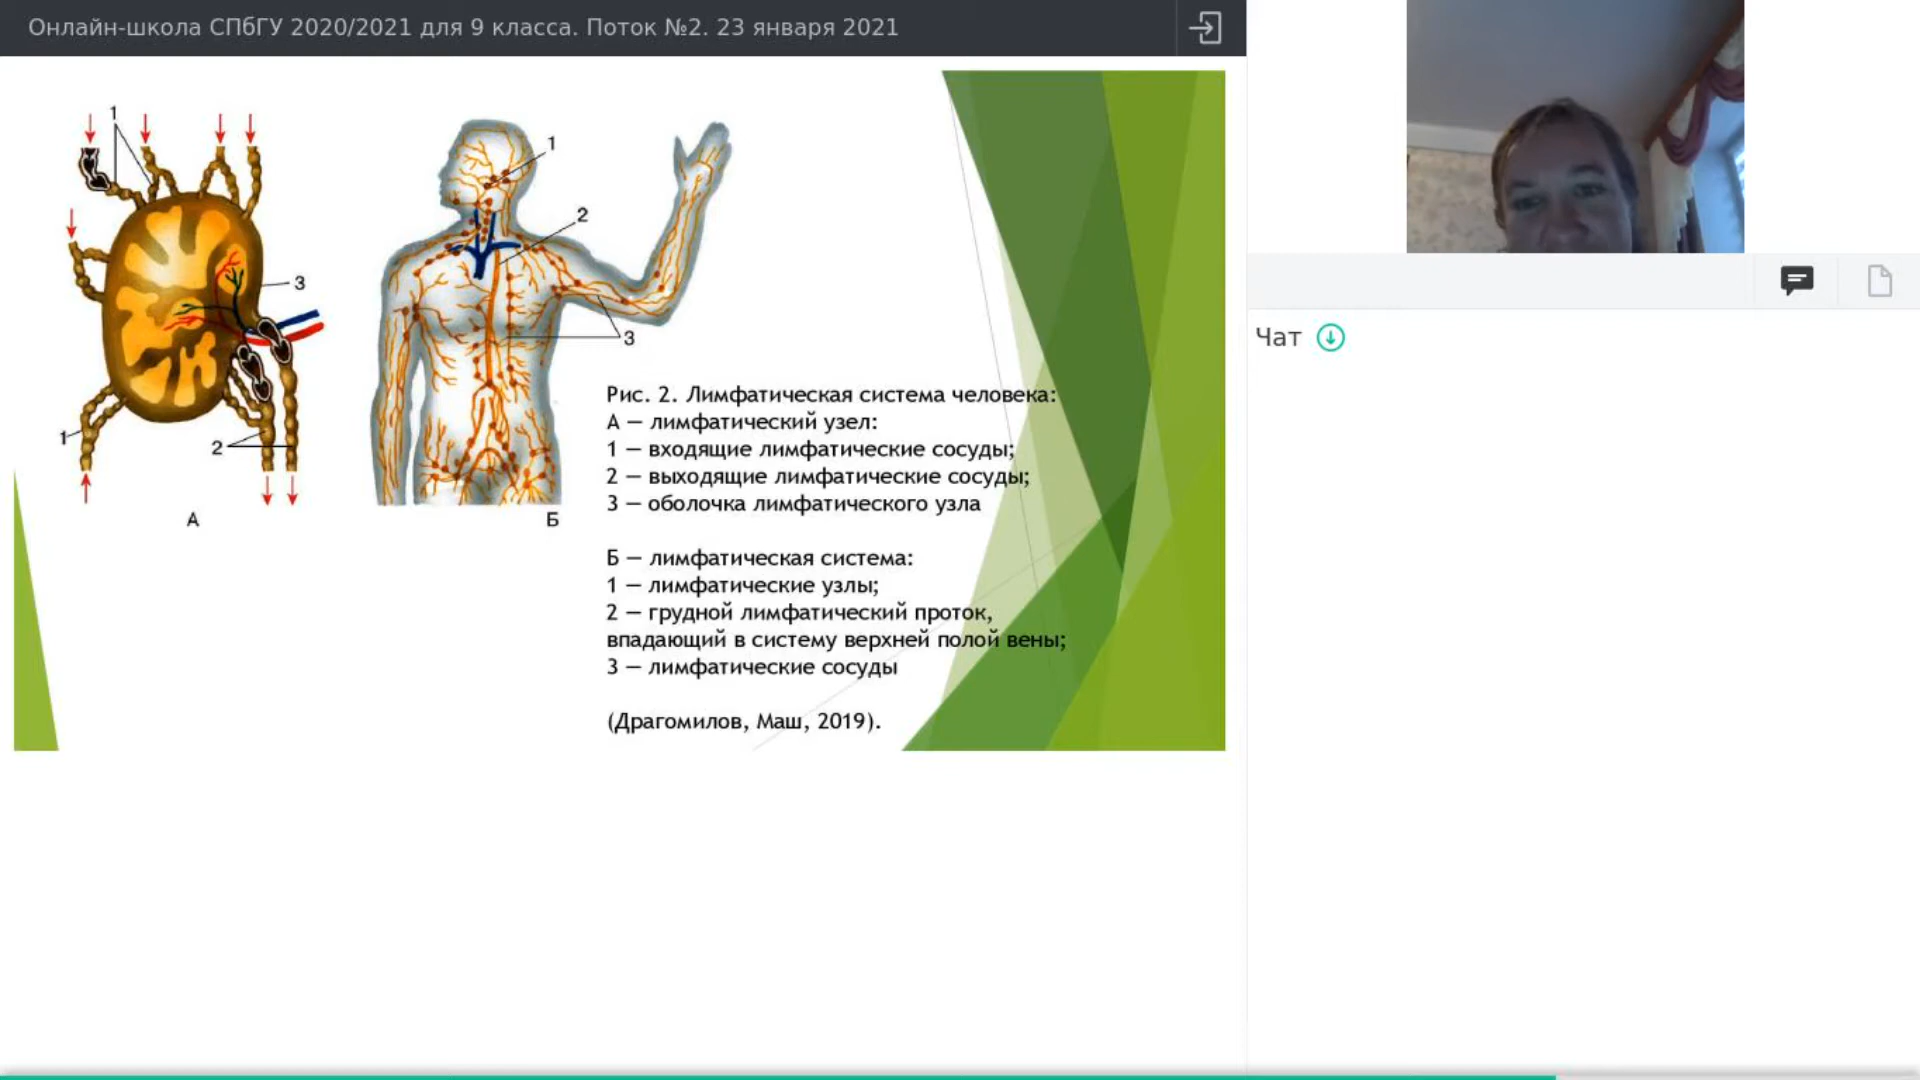 Онлайн-школа СПбГУ 2020/2021 для 9 класса. Поток №2. 23 января 2021
1
3
1
2
А
1
2
3
Б
Рис. 2. Лимфатическая система человека:
А — лимфатический узел:
1 — входящие лимфатические сосуды;
2 — выходящие лимфатические сосуды;
3 — оболочка лимфатического узла
Б — лимфатическая система:
1 — лимфатические узлы;
2 — грудной лимфатический проток,
впадающий в систему верхней полой вены;
3 — лимфатические сосуды
(Драгомилов, Маш, 2019).
Чат